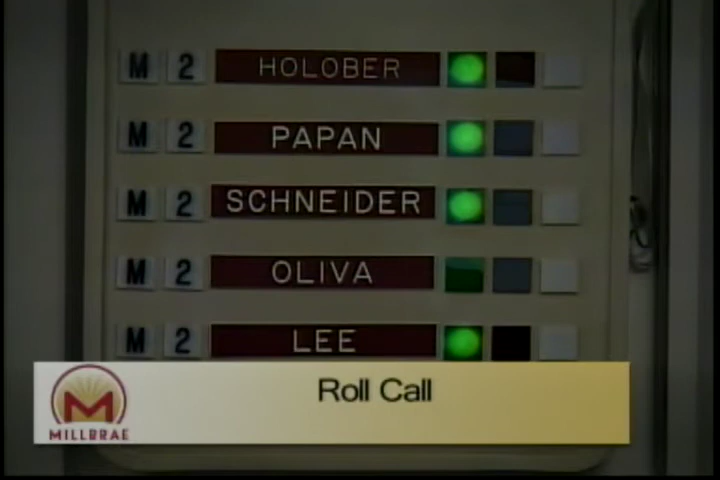 M 2 HOLOBER
M 2 PAPAN
M 2 SCHNEIDER
M 2 OLIVA
M 2 LEE
Roll Call
M
MILLBRAE